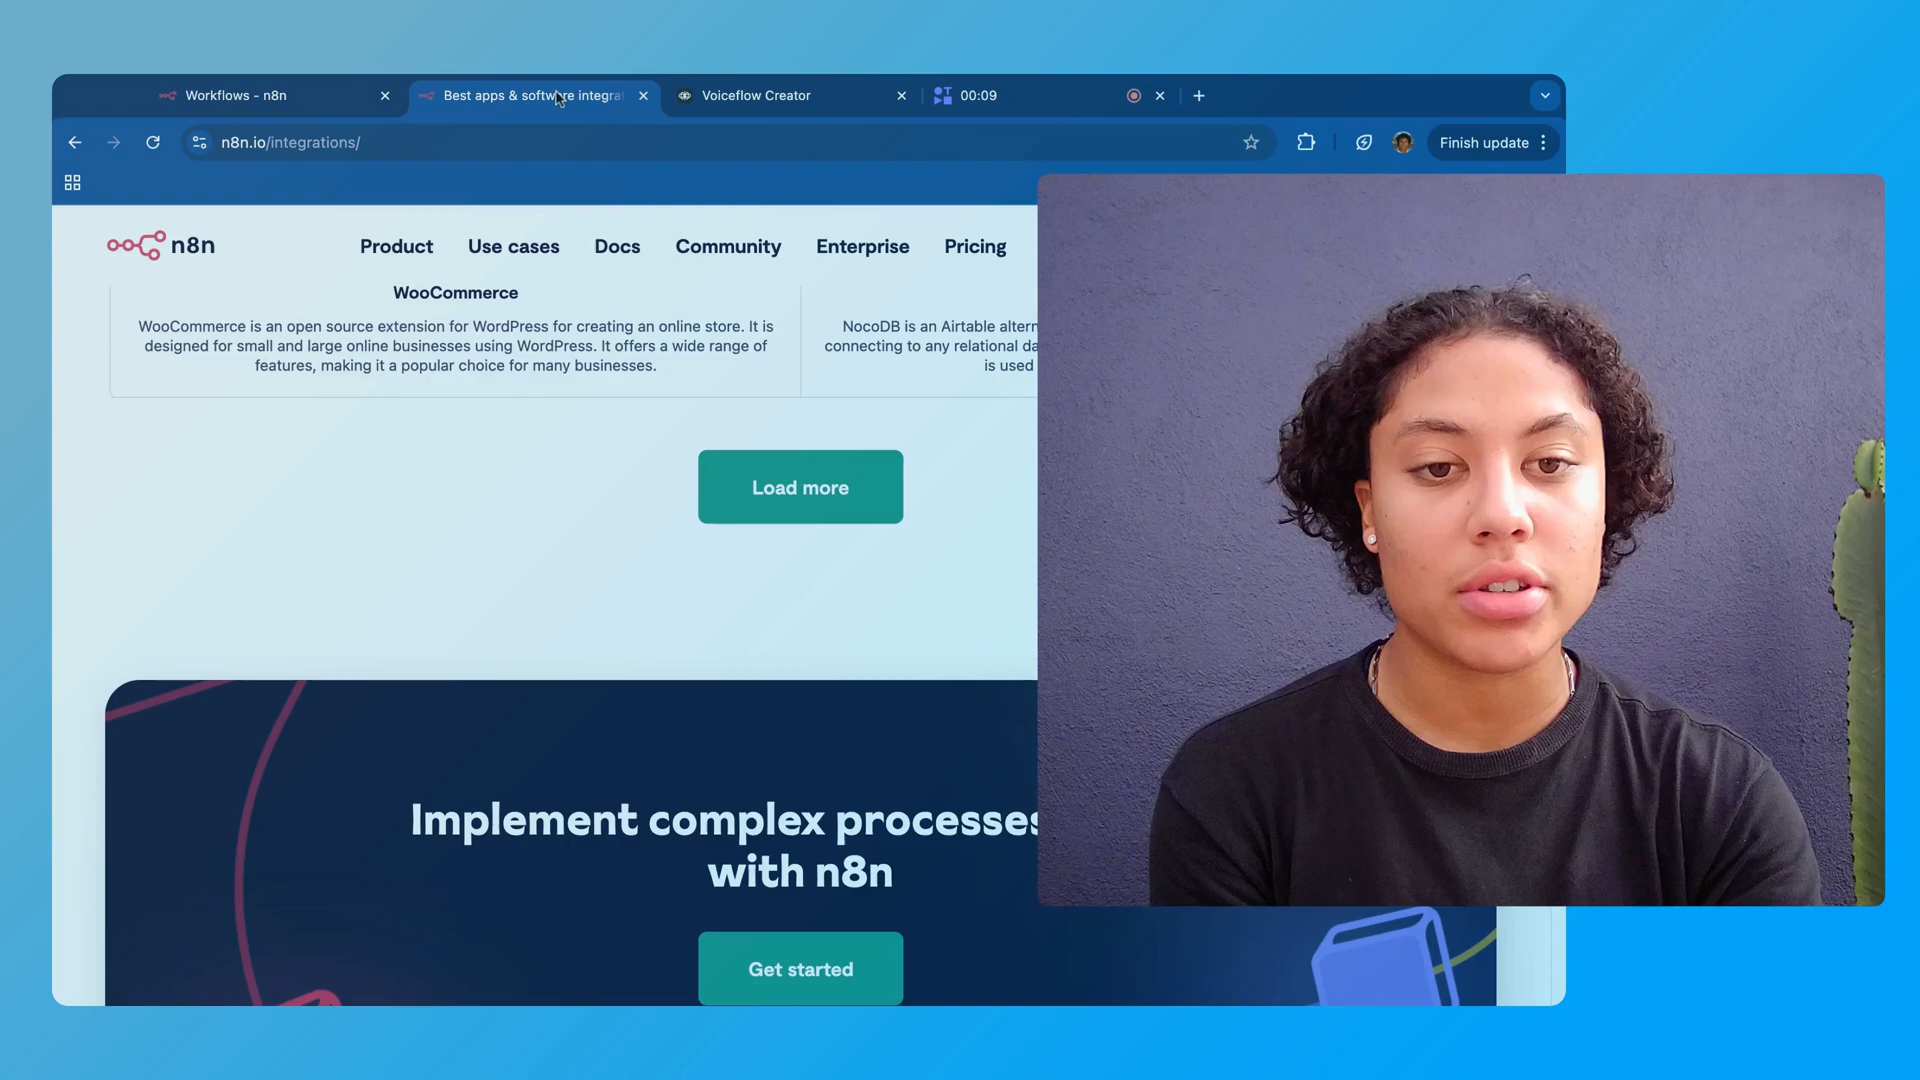 Workflows - n8n
Best apps & software integra
Voiceflow Creator
00:09
n8n.io/integrations/
Finish update
n8n
Product
Use cases
Docs
Community
Enterprise
Pricing
WooCommerce
WooCommerce is an open source extension for WordPress for creating an online store. It is
designed for small and large online businesses using WordPress. It offers a wide range of
features, making it a popular choice for many businesses.
NocoDB is an Airtable altern
connecting to any relational da
is used
Load more
Implement complex processes
with n8n
Get started